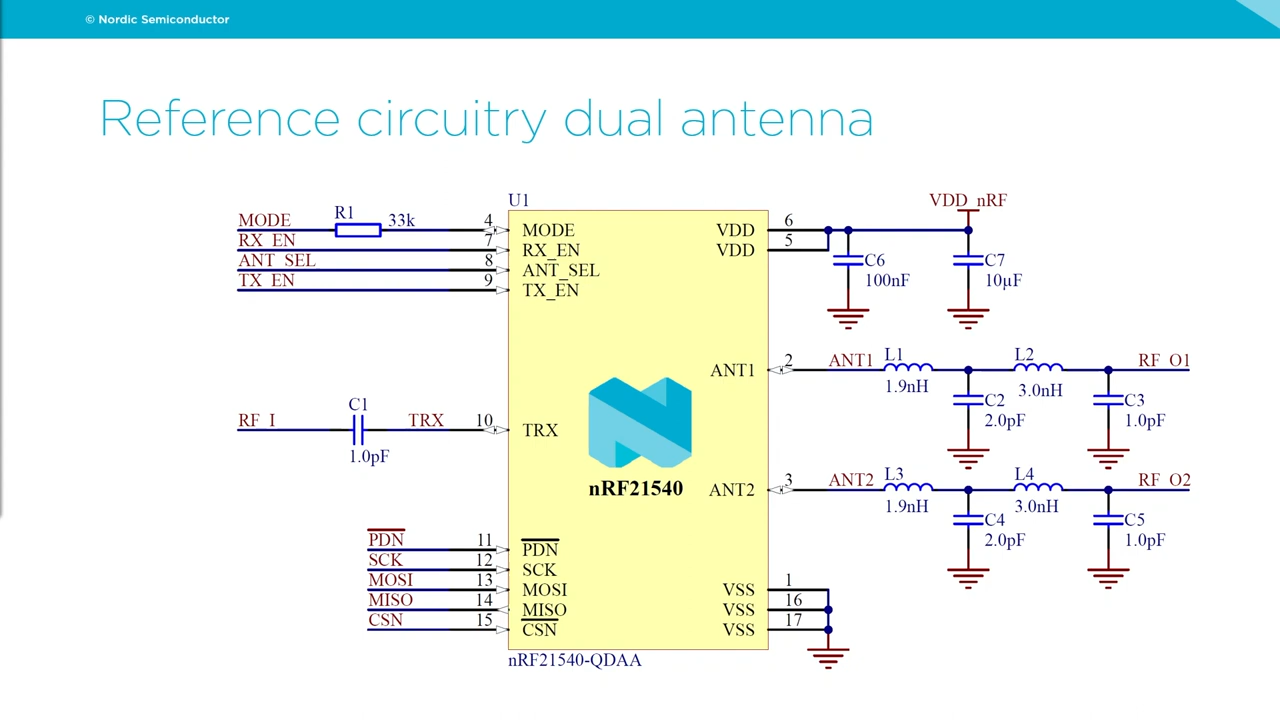 © Nordic Semiconductor
Reference circuitry dual antenna
U1
MODE R1 33k 4 MODE
RX_EN 7 RX_EN
ANT_SEL 8 ANT_SEL
TX_EN 9 TX_EN
VDD_nRF
VDD 6
VDD 5
C6 100nF
C7 10µF
ANT1 2 ANT1 L1 1.9nH L2 3.0nH RF_O1
C2 2.0pF
C3 1.0pF
RF_I C1 1.0pF TRX 10 TRX
nRF21540
ANT2 3 ANT2 L3 1.9nH L4 3.0nH RF_O2
C4 2.0pF
C5 1.0pF
PDN 11 PDN
SCK 12 SCK
MOSI 13 MOSI
MISO 14 MISO
CSN 15 CSN
VSS 1
VSS 16
VSS 17
nRF21540-QDAA